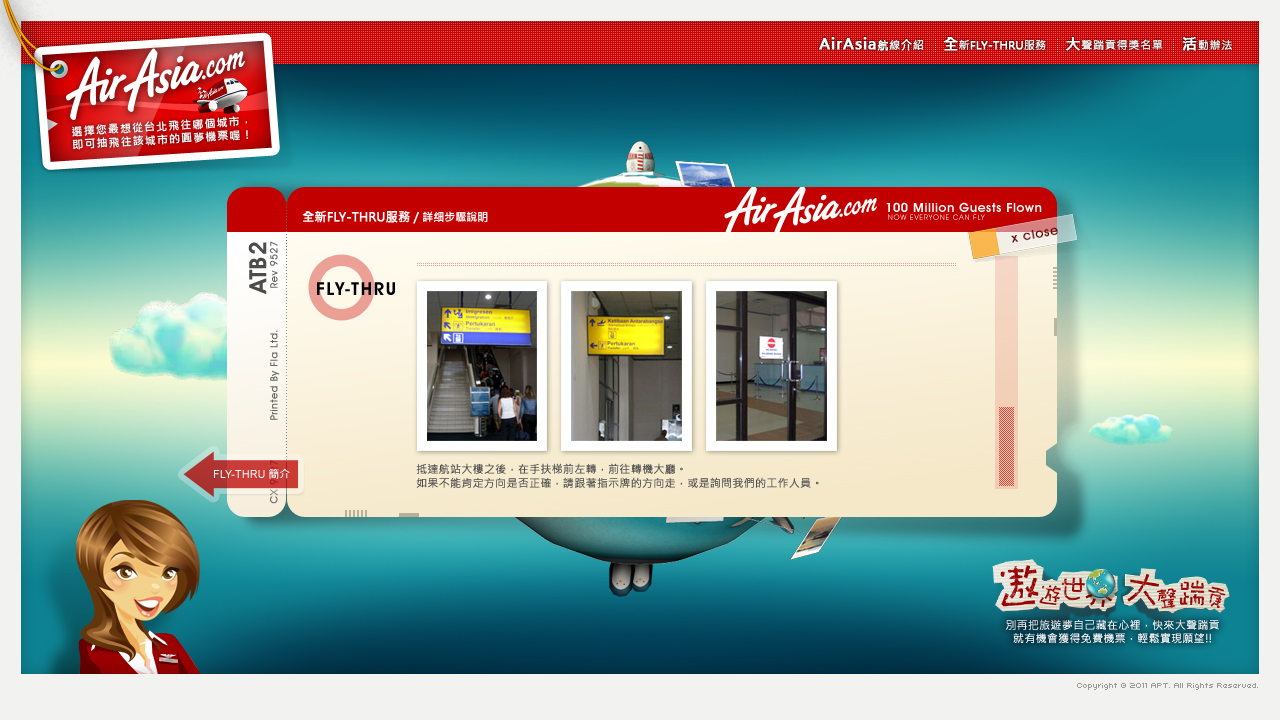 AirAsia航線介紹
全新FLY-THRU服務
大聲踹貢得獎名單
活動辦法
AirAsia.com
選擇您最想從台北飛往哪個城市，
即可抽飛往該城市的圓夢機票喔！
全新FLY-THRU服務 / 詳細步驟說明
AirAsia.com
100 Million Guests Flown
NOW EVERYONE CAN FLY
x close
ATB2
Rev 9527
Printed By Fla Ltd.
FLY-THRU
Pertukaran
Ketibaan Antarabangsa
Pertukaran
抵達航站大樓之後，在手扶梯前左轉，前往轉機大廳。
如果不能肯定方向是否正確，請跟著指示牌的方向走，或是詢問我們的工作人員。
FLY-THRU 簡介
遨遊世界 大聲踹貢
別再把旅遊夢自己藏在心裡，快來大聲踹貢
就有機會獲得免費機票，輕鬆實現願望!!
Copyright © 2011 APT. All Rights Reserved.